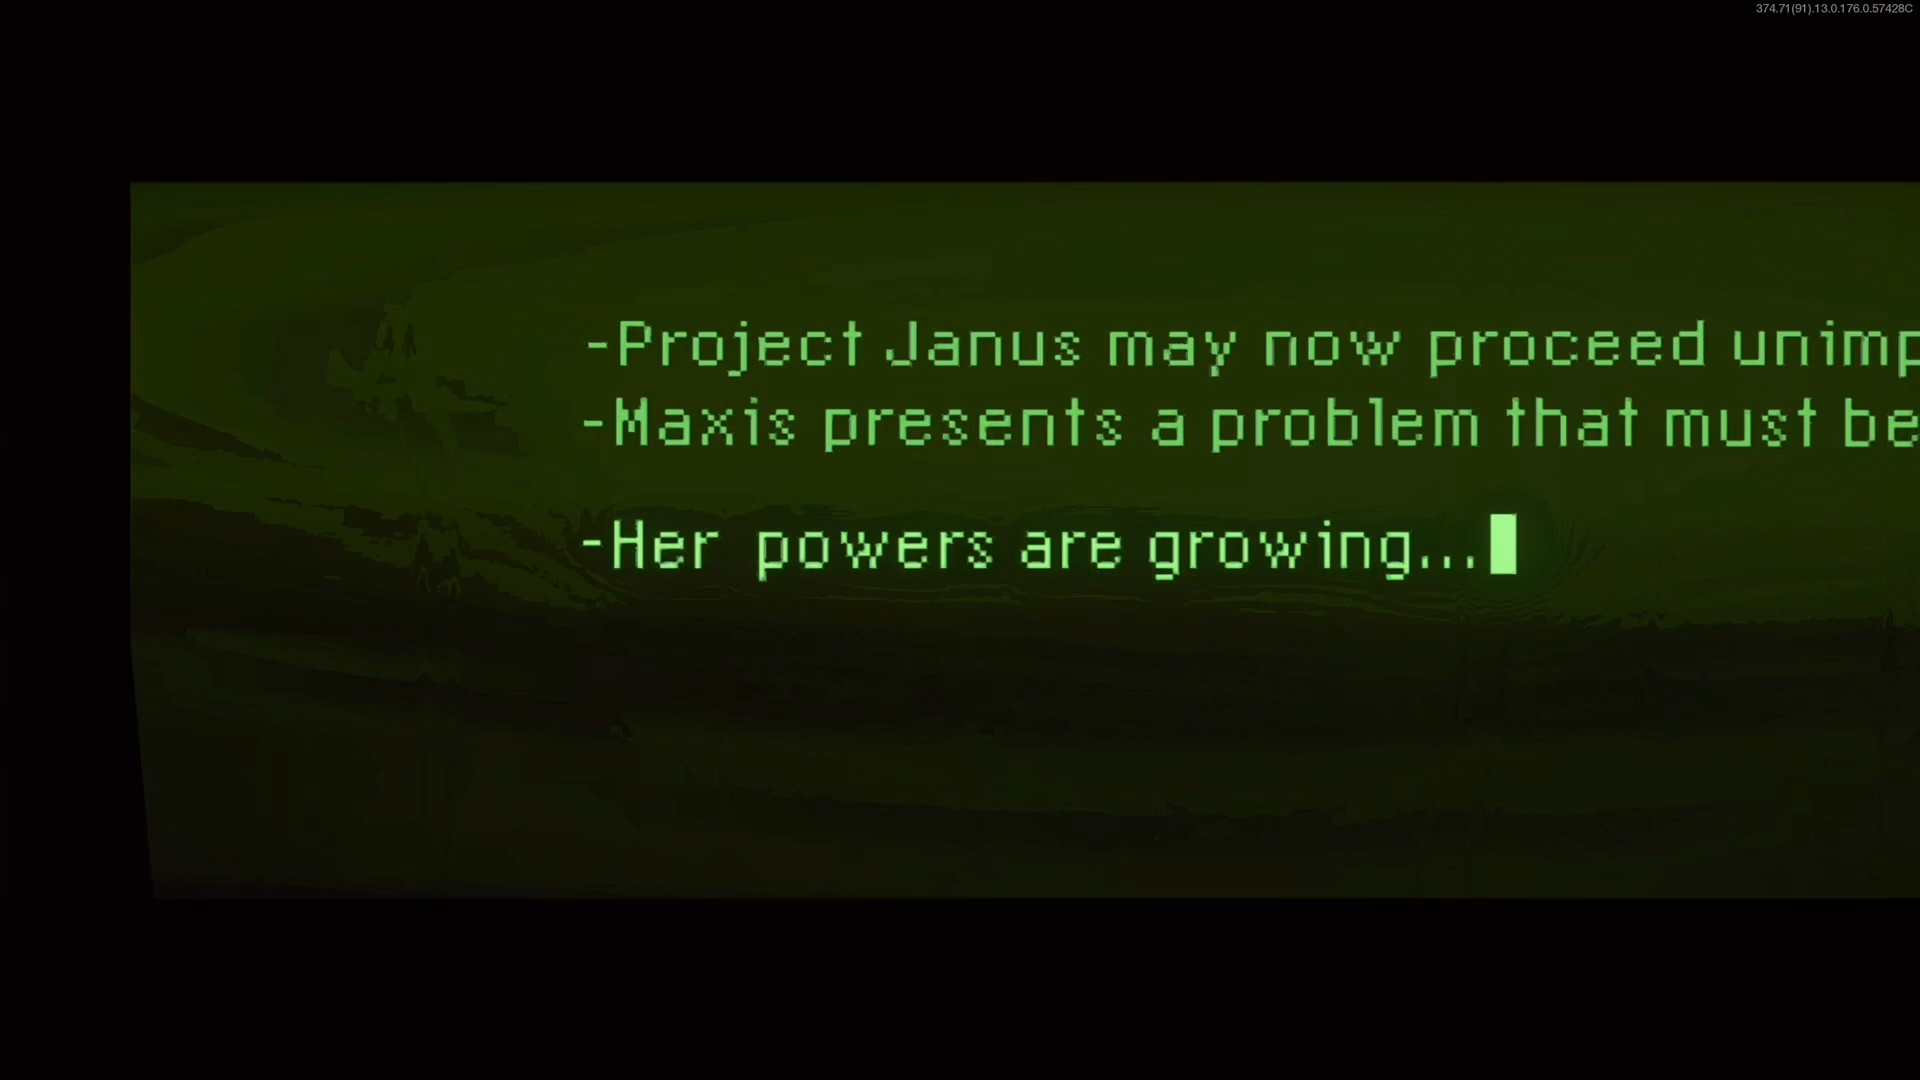 374.71(91).13.0.176.0.57428C
-Project Janus may now proceed unimp
-Maxis presents a problem that must be
-Her powers are growing...